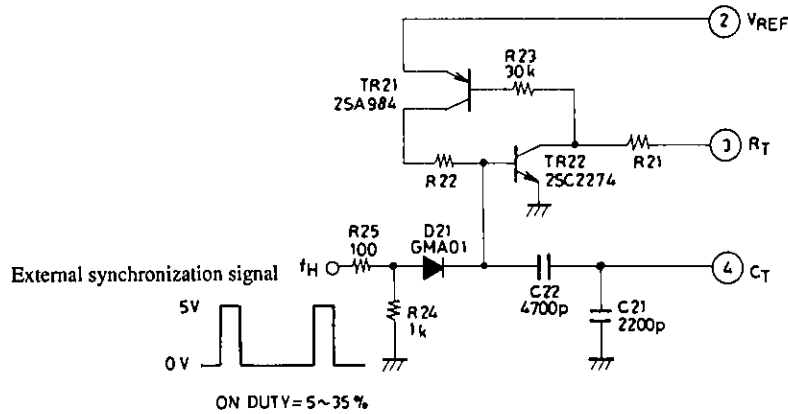 2 VREF
R23
30k
TR21
2SA984
3 RT
R22
TR22
2SC2274
R21
R25
100
D21
GMA01
External synchronization signal
fH
4 CT
C22
4700p
R24
1k
C21
2200p
5V
0V
ON DUTY=5~35%